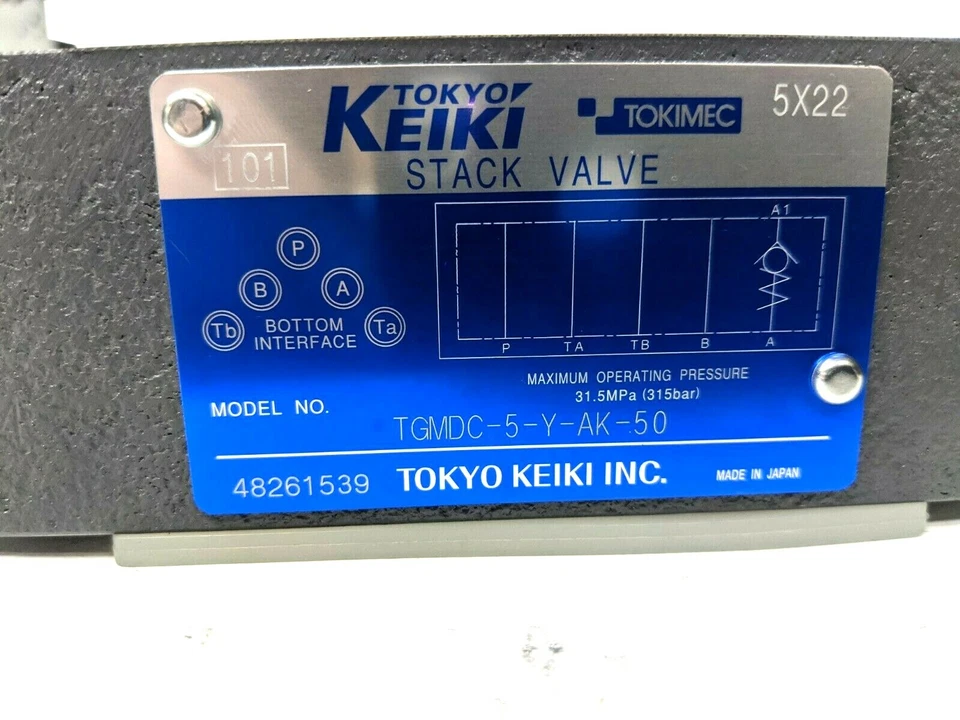 TOKYO
KEIKI
TOKIMEC
5X22
101
STACK VALVE
A1
P
B
A
Tb
BOTTOM
INTERFACE
Ta
P TA TB B A
MAXIMUM OPERATING PRESSURE
31.5MPa (315bar)
MODEL NO.
TGMDC-5-Y-AK-50
48261539
TOKYO KEIKI INC.
MADE IN JAPAN